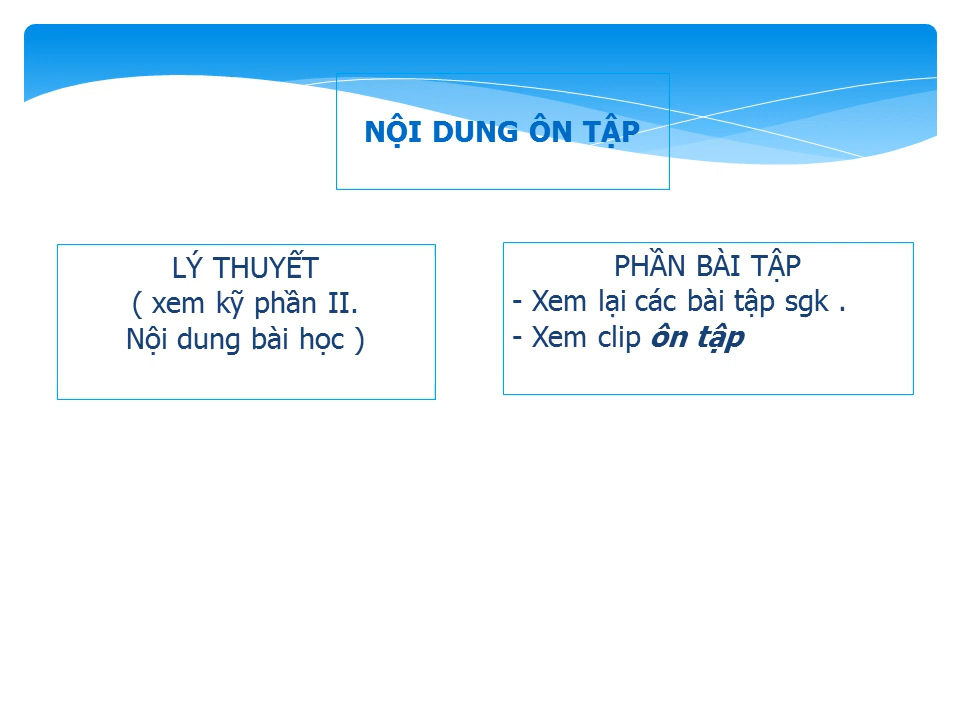 NỘI DUNG ÔN TẬP
LÝ THUYẾT
( xem kỹ phần II.
Nội dung bài học )
PHẦN BÀI TẬP
- Xem lại các bài tập sgk .
- Xem clip ôn tập